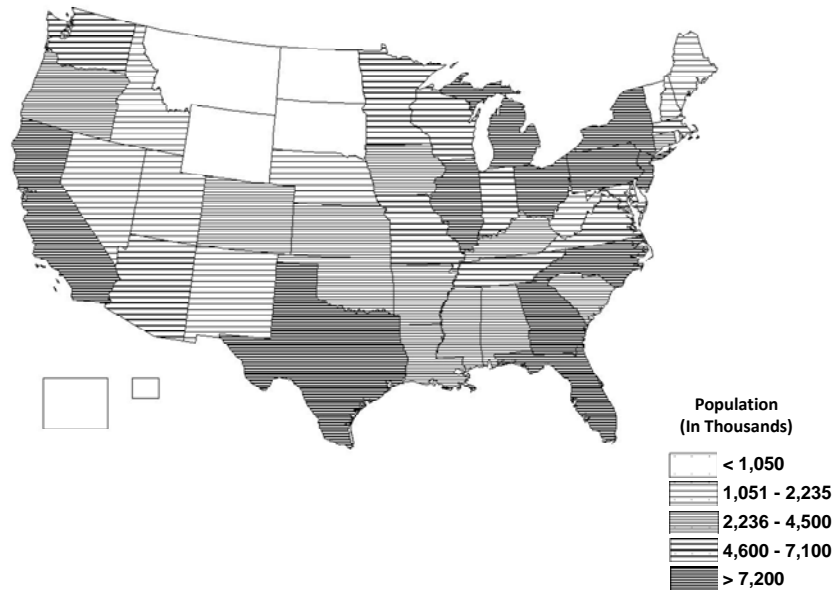 Population
(In Thousands)
< 1,050
1,051 - 2,235
2,236 - 4,500
4,600 - 7,100
> 7,200